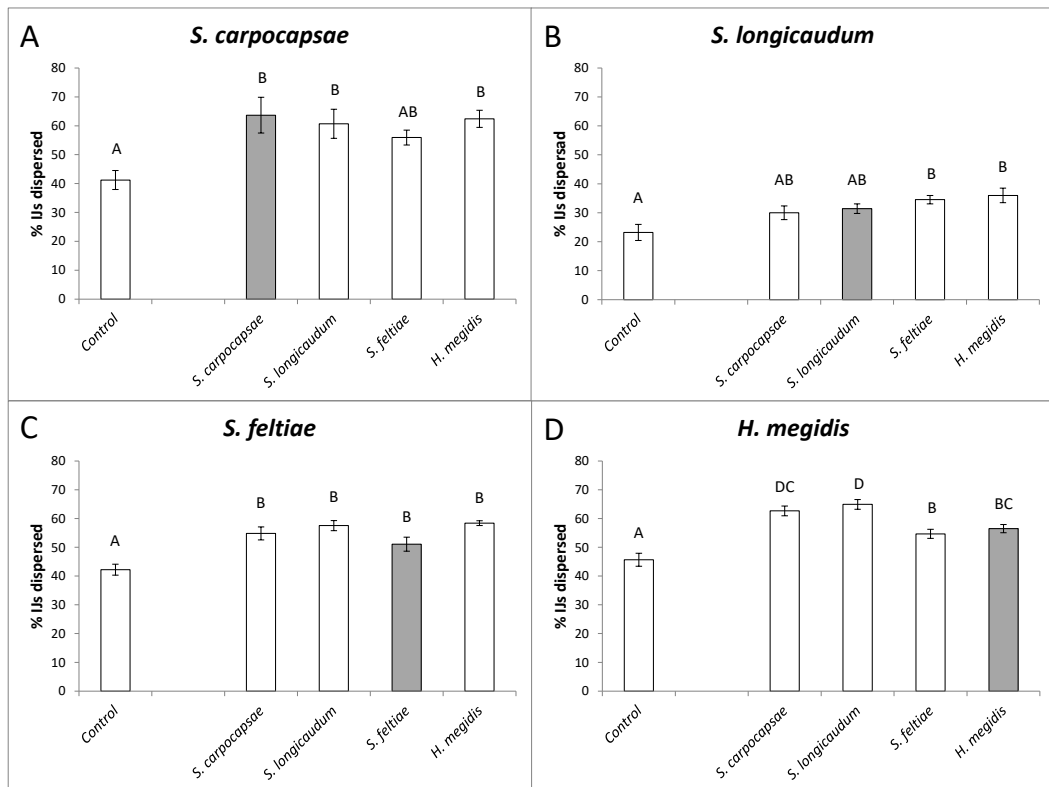 A
S. carpocapsae
% IJs dispersed
80
70
60
50
40
30
20
10
0
A
B
B
AB
B
Control
S. carpocapsae
S. longicaudum
S. feltiae
H. megidis
B
S. longicaudum
% IJs dispersad
80
70
60
50
40
30
20
10
0
A
AB
AB
B
B
Control
S. carpocapsae
S. longicaudum
S. feltiae
H. megidis
C
S. feltiae
% IJs dispersed
80
70
60
50
40
30
20
10
0
A
B
B
B
B
Control
S. carpocapsae
S. longicaudum
S. feltiae
H. megidis
D
H. megidis
% IJs dispersed
80
70
60
50
40
30
20
10
0
A
DC
D
B
BC
Control
S. carpocapsae
S. longicaudum
S. feltiae
H. megidis